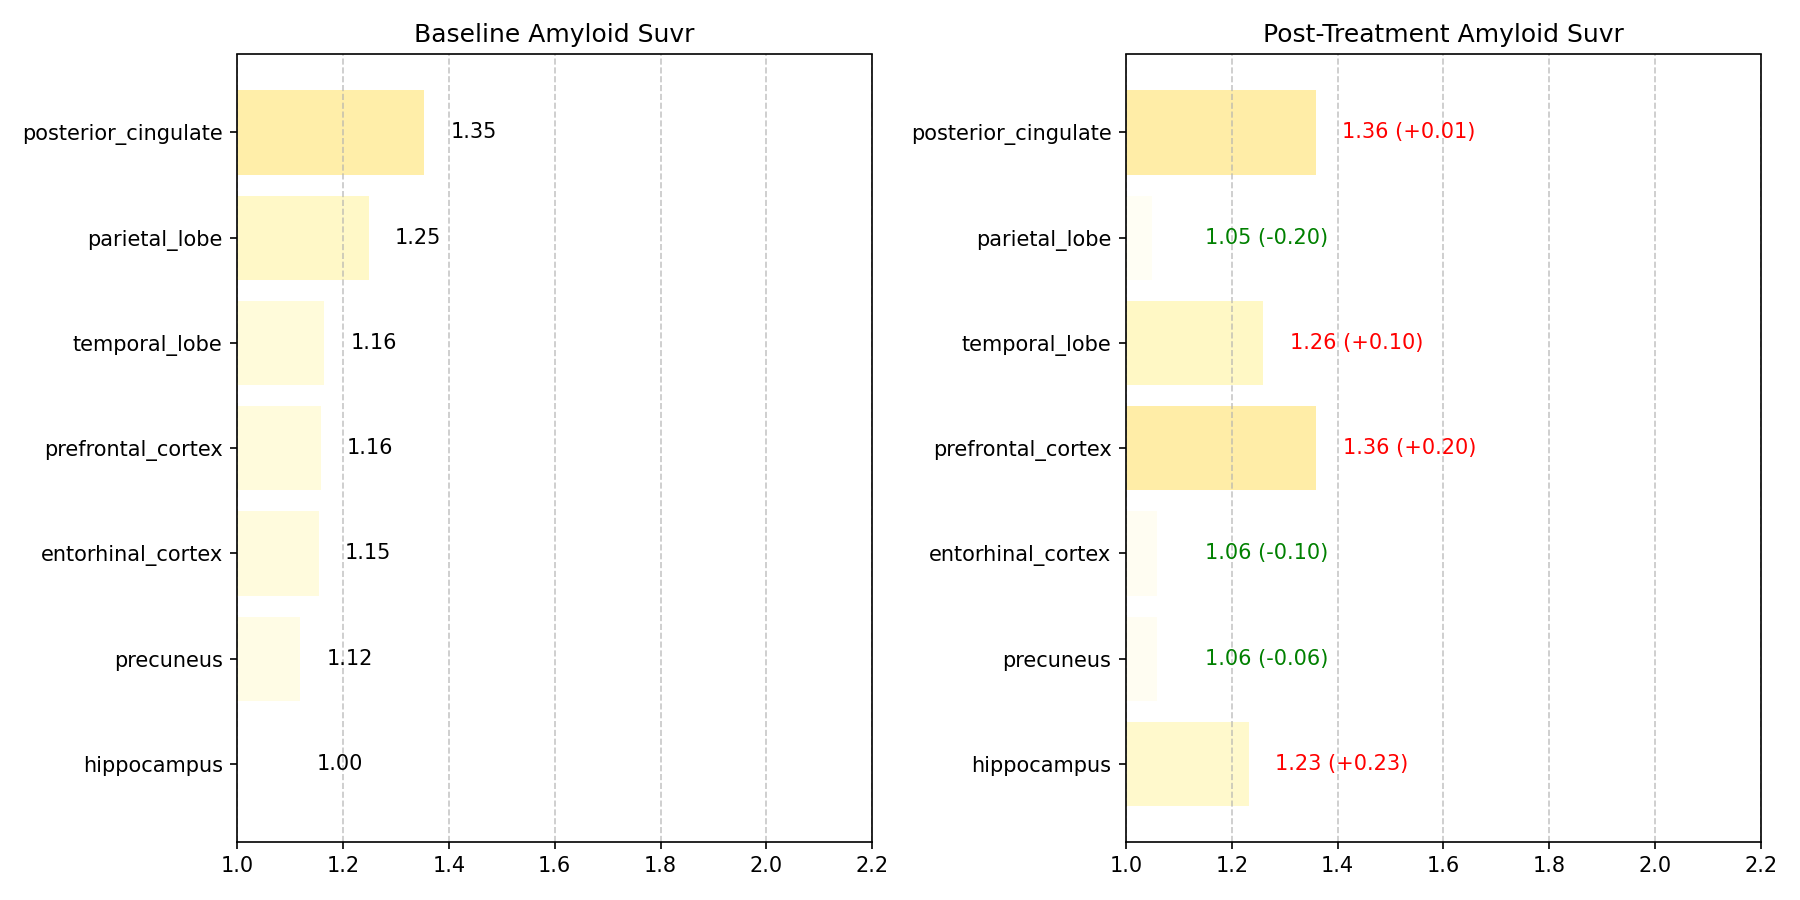 Baseline Amyloid Suvr
posterior_cingulate
1.35
parietal_lobe
1.25
temporal_lobe
1.16
prefrontal_cortex
1.16
entorhinal_cortex
1.15
precuneus
1.12
hippocampus
1.00
1.0 1.2 1.4 1.6 1.8 2.0 2.2
Post-Treatment Amyloid Suvr
posterior_cingulate
1.36 (+0.01)
parietal_lobe
1.05 (-0.20)
temporal_lobe
1.26 (+0.10)
prefrontal_cortex
1.36 (+0.20)
entorhinal_cortex
1.06 (-0.10)
precuneus
1.06 (-0.06)
hippocampus
1.23 (+0.23)
1.0 1.2 1.4 1.6 1.8 2.0 2.2